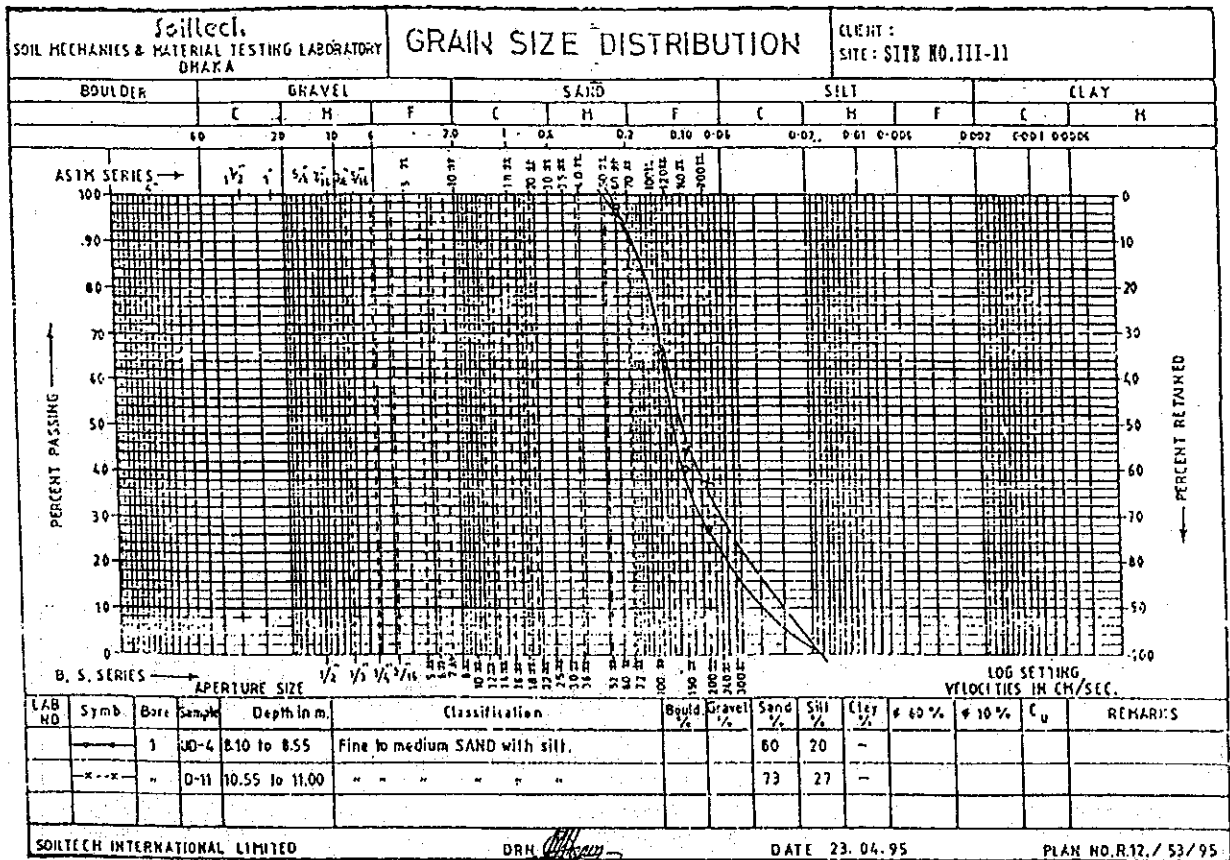 Soiltech
SOIL MECHANICS & MATERIAL TESTING LABORATORY
DHAKA
GRAIN SIZE DISTRIBUTION
CLIENT :
SITE : SITE NO.III-11
BOULDER GRAVEL SAND SILT CLAY
C M F C M F C M F C M
60 20 10 6 2.0 1 0.6 0.2 0.10 0.06 0.02 0.01 0.006 0.002 0.001 0.0006
ASTM SERIES
100 90 80 70 60 50 40 30 20 10 0
PERCENT PASSING
0 10 20 30 40 50 60 70 80 90 100
PERCENT RETAINED
B. S. SERIES
APERTURE SIZE
LOG SETTING
VELOCITIES IN CM/SEC.
LAB NO Symb. Bore Sample Depth in m. Classification Bould. % Gravel % Sand % Silt % Clay % ø 60 % ø 10 % Cu REMARKS
1 UD-4 8.10 to 8.55 Fine to medium SAND with silt. 80 20 -
" D-11 10.55 to 11.00 " " " " " " 73 27 -
SOILTECH INTERNATIONAL LIMITED DRN DATE 23.04.95 PLAN NO.R.12./ 53/95